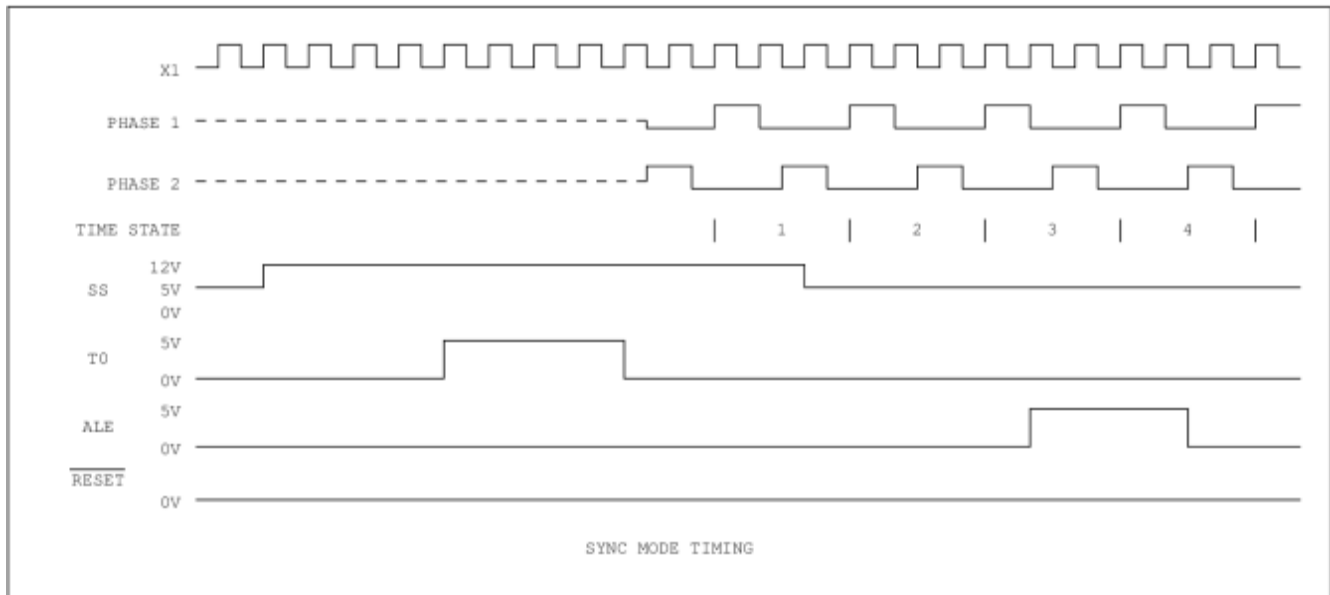 X1
PHASE 1
PHASE 2
TIME STATE | 1 | 2 | 3 | 4 |
12V
SS 5V
0V
5V
T0
0V
5V
ALE
0V
RESET
0V
SYNC MODE TIMING